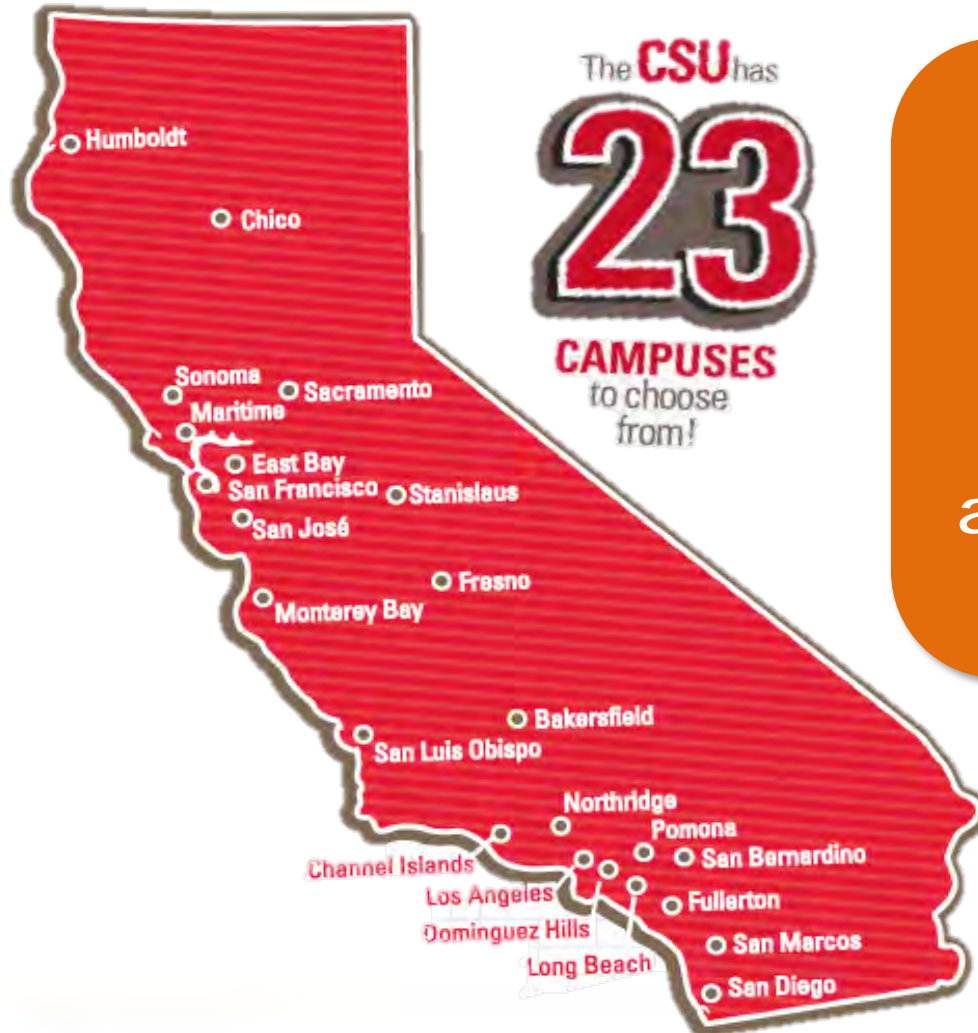 The CSU has
23
CAMPUSES
to choose
from!
Humboldt
Chico
Sonoma
Sacramento
Maritime
East Bay
San Francisco
Stanislaus
San José
Fresno
Monterey Bay
Bakersfield
San Luis Obispo
Northridge
Pomona
San Bernardino
Channel Islands
Los Angeles
Fullerton
Dominguez Hills
San Marcos
Long Beach
San Diego
a